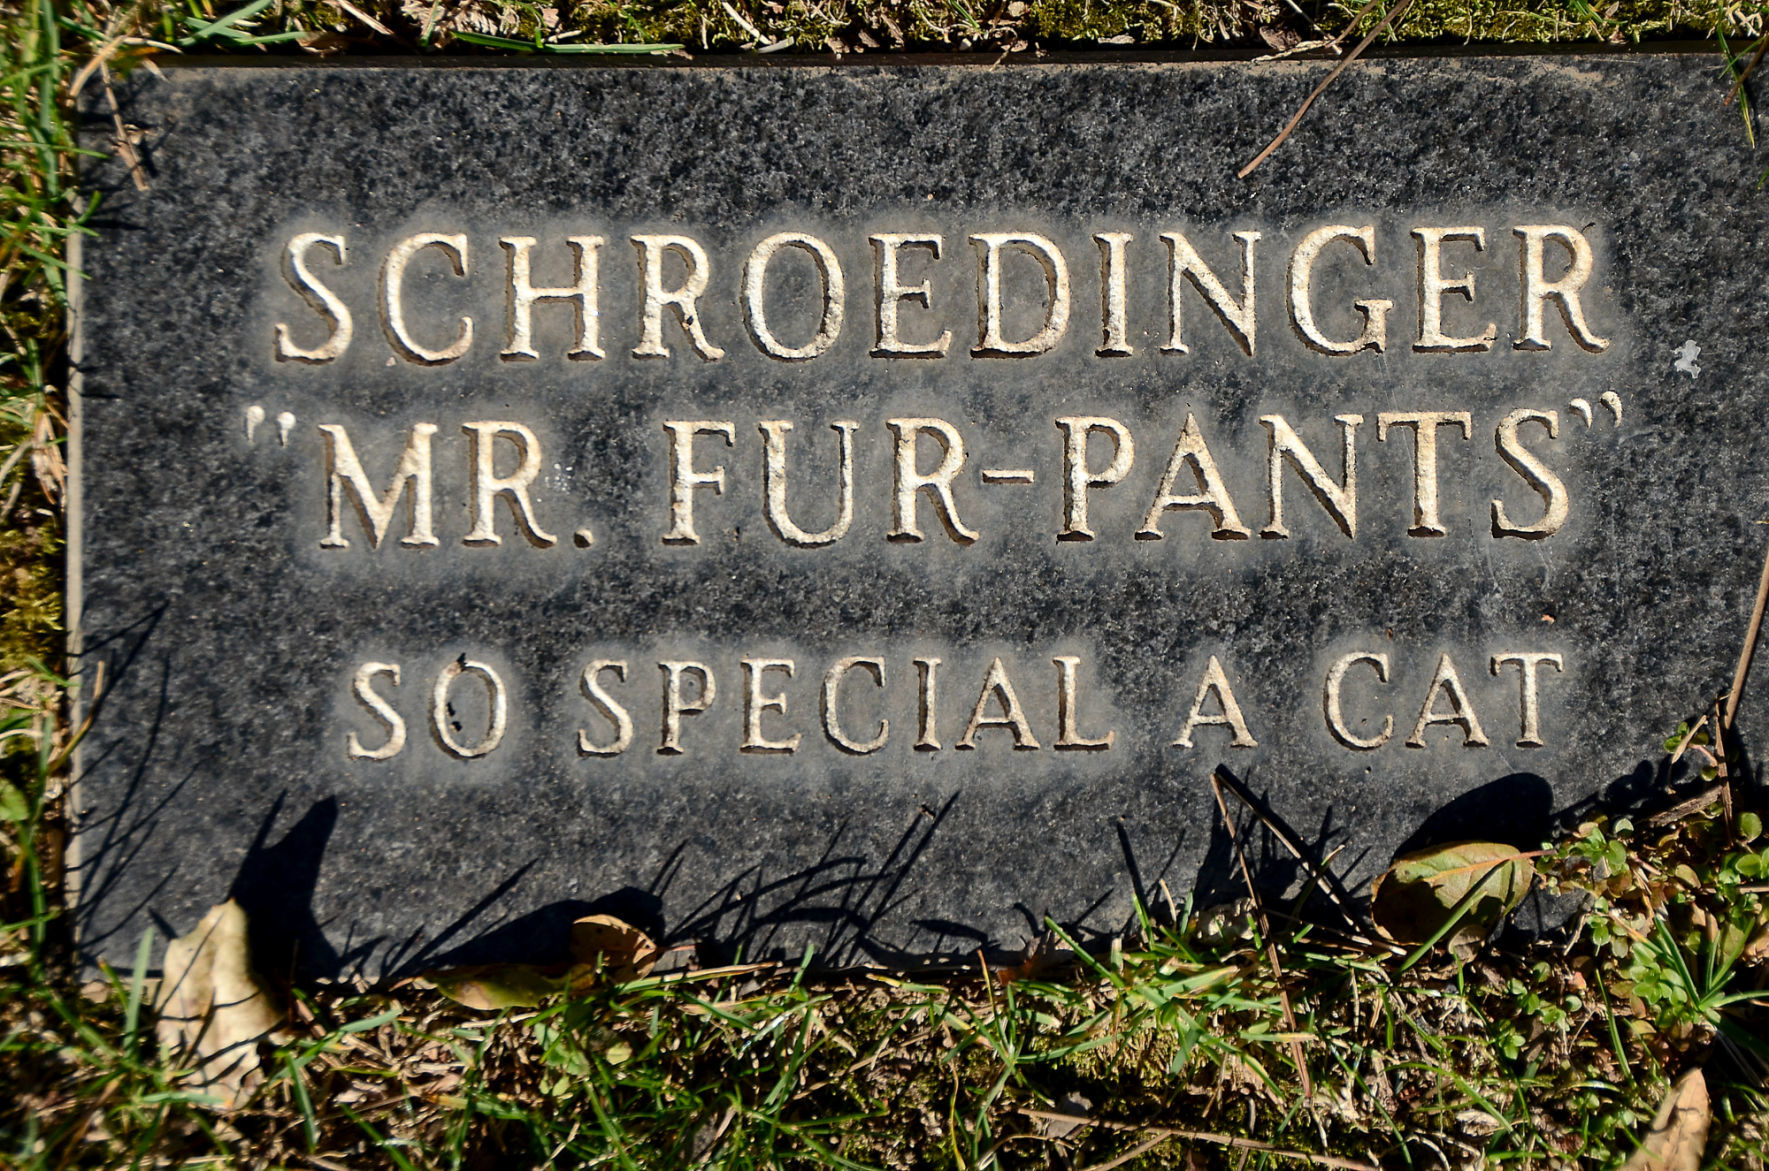 SCHROEDINGER
"MR. FUR-PANTS"
SO SPECIAL A CAT